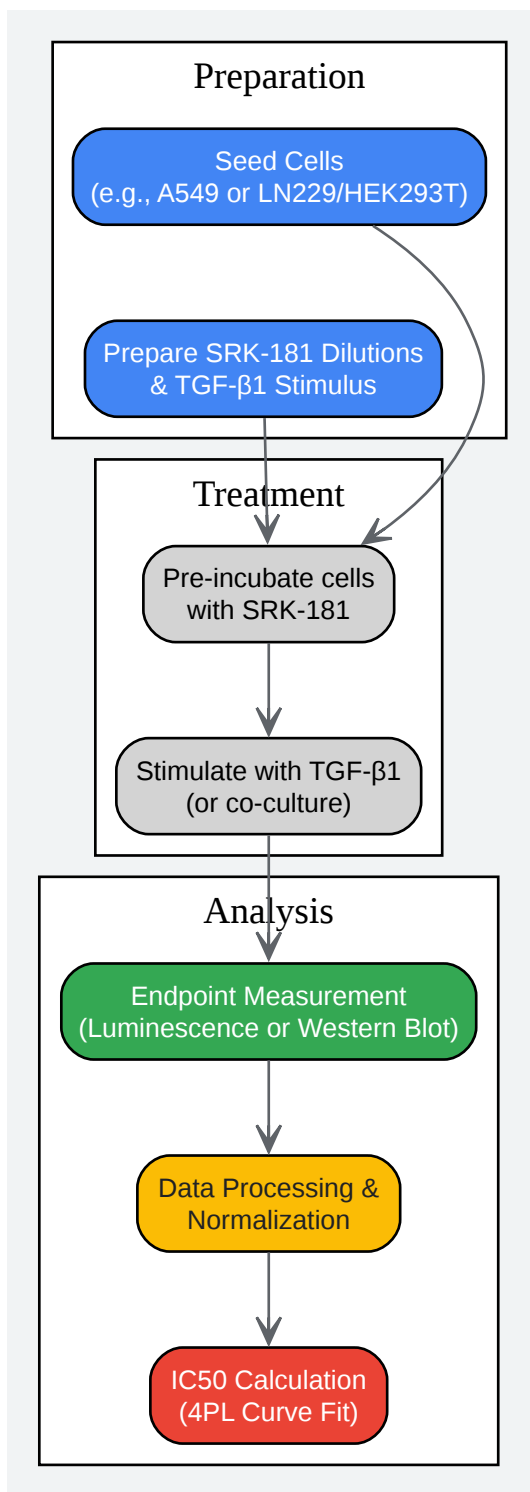 Preparation
Seed Cells
(e.g., A549 or LN229/HEK293T)
Prepare SRK-181 Dilutions
& TGF-β1 Stimulus
Treatment
Pre-incubate cells
with SRK-181
Stimulate with TGF-β1
(or co-culture)
Analysis
Endpoint Measurement
(Luminescence or Western Blot)
Data Processing &
Normalization
IC50 Calculation
(4PL Curve Fit)